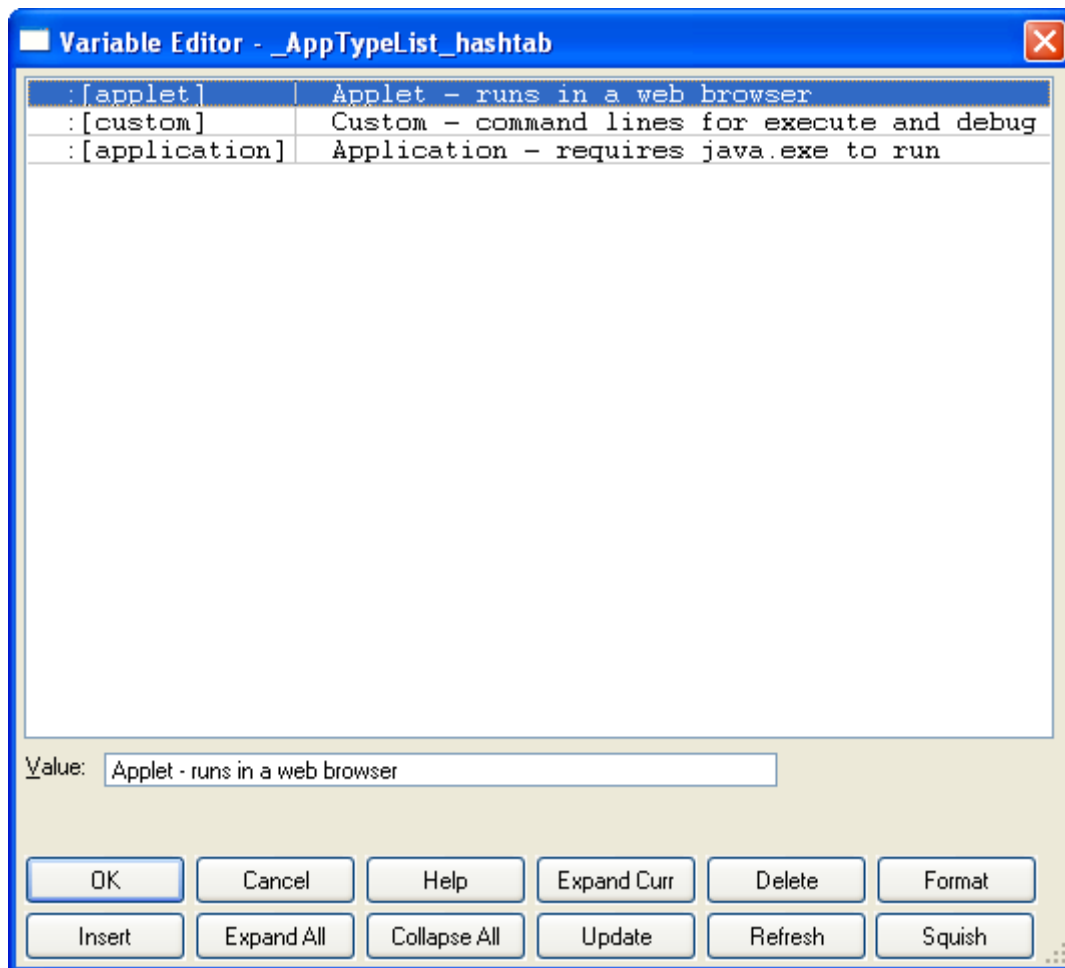 Variable Editor - _AppTypeList_hashtab
:[applet] Applet - runs in a web browser
:[custom] Custom - command lines for execute and debug
:[application] Application - requires java.exe to run
Value: Applet - runs in a web browser
OK Cancel Help Expand Curr Delete Format
Insert Expand All Collapse All Update Refresh Squish